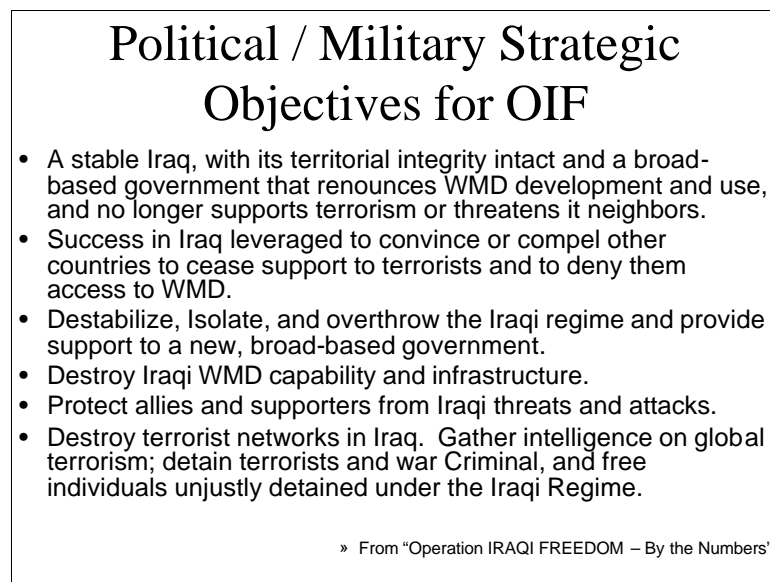 Political / Military Strategic
Objectives for OIF
• A stable Iraq, with its territorial integrity intact and a broad-
based government that renounces WMD development and use,
and no longer supports terrorism or threatens it neighbors.
• Success in Iraq leveraged to convince or compel other
countries to cease support to terrorists and to deny them
access to WMD.
• Destabilize, Isolate, and overthrow the Iraqi regime and provide
support to a new, broad-based government.
• Destroy Iraqi WMD capability and infrastructure.
• Protect allies and supporters from Iraqi threats and attacks.
• Destroy terrorist networks in Iraq.  Gather intelligence on global
terrorism; detain terrorists and war Criminal, and free
individuals unjustly detained under the Iraqi Regime.
» From “Operation IRAQI FREEDOM – By the Numbers”